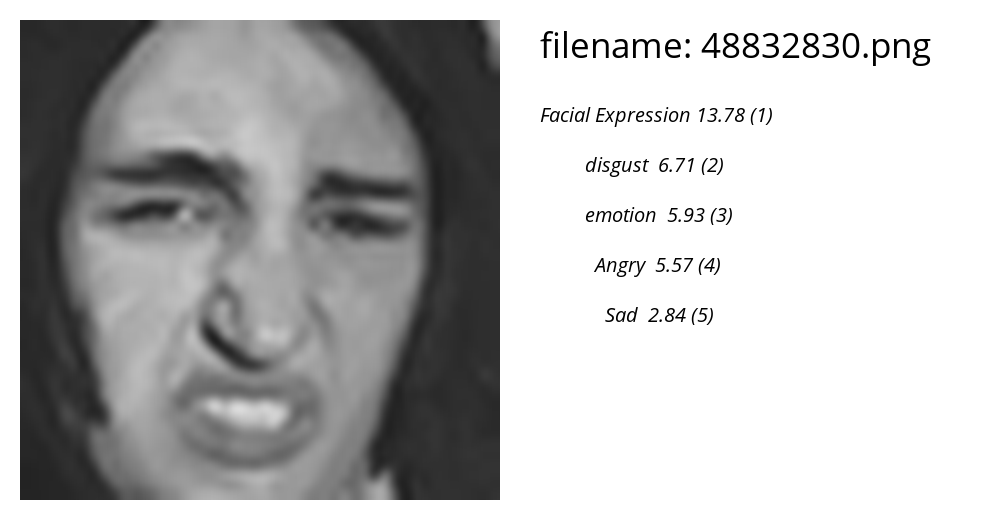 filename: 48832830.png
Facial Expression 13.78 (1)
disgust 6.71 (2)
emotion 5.93 (3)
Angry 5.57 (4)
Sad 2.84 (5)